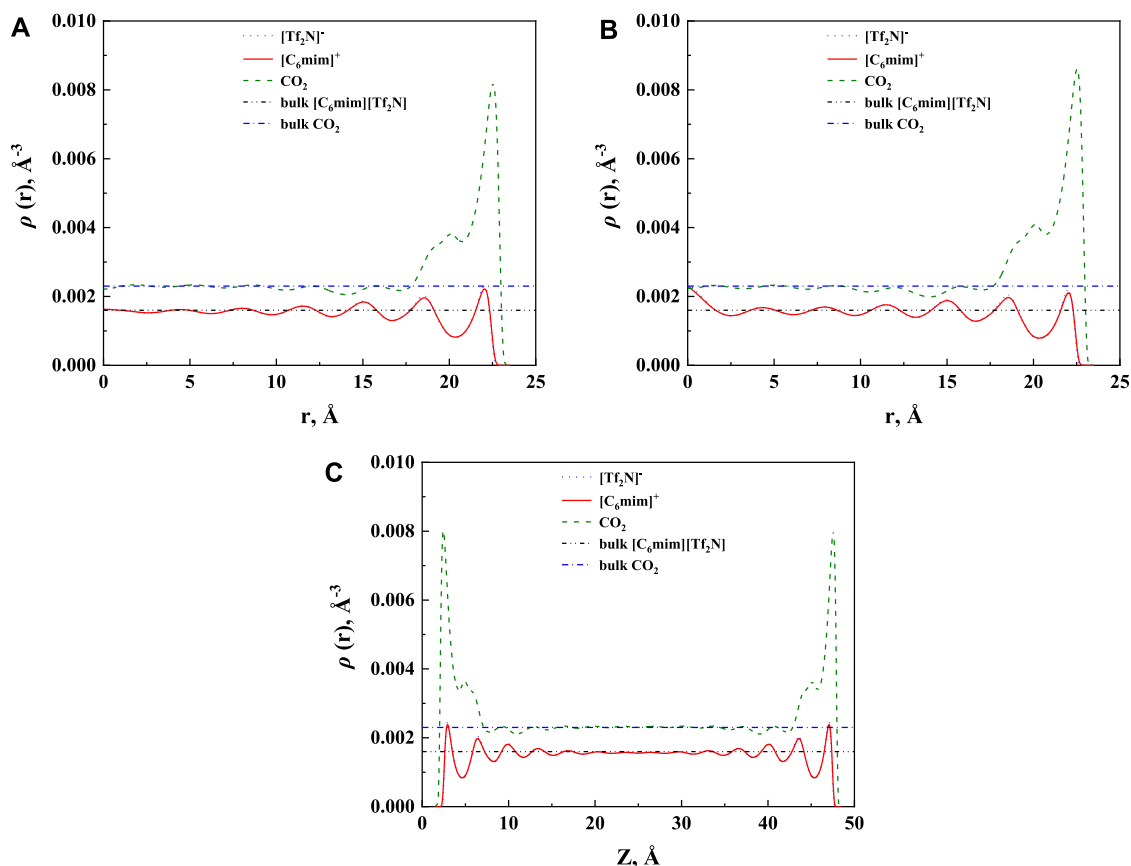 A
0.010
0.008
0.006
0.004
0.002
0.000
ρ (r), Å⁻³
[Tf₂N]⁻
[C₆mim]⁺
CO₂
bulk [C₆mim][Tf₂N]
bulk CO₂
0 5 10 15 20 25
r, Å
B
0.010
0.008
0.006
0.004
0.002
0.000
ρ (r), Å⁻³
[Tf₂N]⁻
[C₆mim]⁺
CO₂
bulk [C₆mim][Tf₂N]
bulk CO₂
0 5 10 15 20 25
r, Å
C
0.010
0.008
0.006
0.004
0.002
0.000
ρ (r), Å⁻³
[Tf₂N]⁻
[C₆mim]⁺
CO₂
bulk [C₆mim][Tf₂N]
bulk CO₂
0 10 20 30 40 50
Z, Å